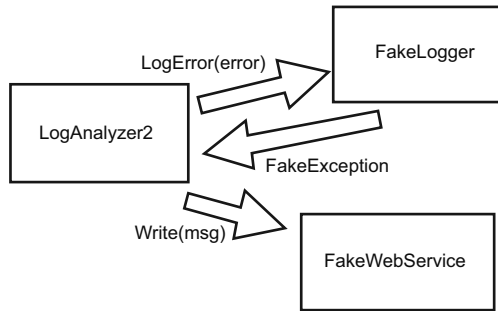 FakeLogger
LogError(error)
LogAnalyzer2
FakeException
Write(msg)
FakeWebService